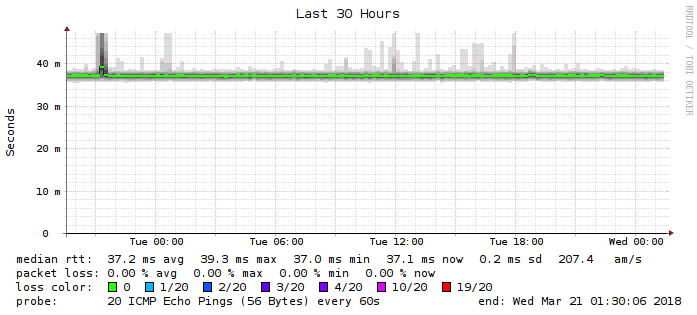 Last 30 Hours
RRDTOOL / TOBI OETIKER
Seconds
40 m
30 m
20 m
10 m
0
Tue 00:00 Tue 06:00 Tue 12:00 Tue 18:00 Wed 00:00
median rtt: 37.2 ms avg 39.3 ms max 37.0 ms min 37.1 ms now 0.2 ms sd 207.4 am/s
packet loss: 0.00 % avg 0.00 % max 0.00 % min 0.00 % now
loss color: 0 1/20 2/20 3/20 4/20 10/20 19/20
probe: 20 ICMP Echo Pings (56 Bytes) every 60s end: Wed Mar 21 01:30:06 2018